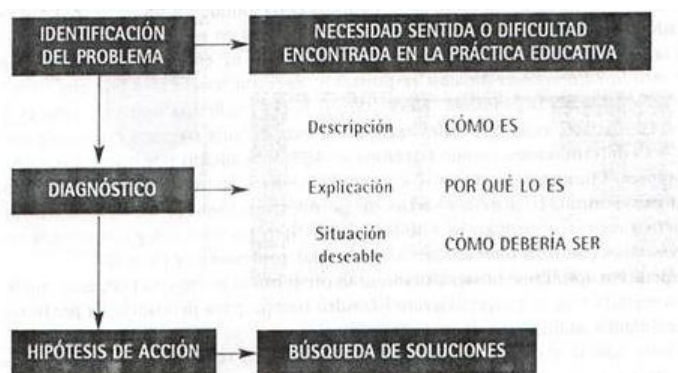 IDENTIFICACIÓN
DEL PROBLEMA
NECESIDAD SENTIDA O DIFICULTAD
ENCONTRADA EN LA PRÁCTICA EDUCATIVA
Descripción CÓMO ES
DIAGNÓSTICO
Explicación POR QUÉ LO ES
Situación
deseable
CÓMO DEBERÍA SER
HIPÓTESIS DE ACCIÓN
BÚSQUEDA DE SOLUCIONES